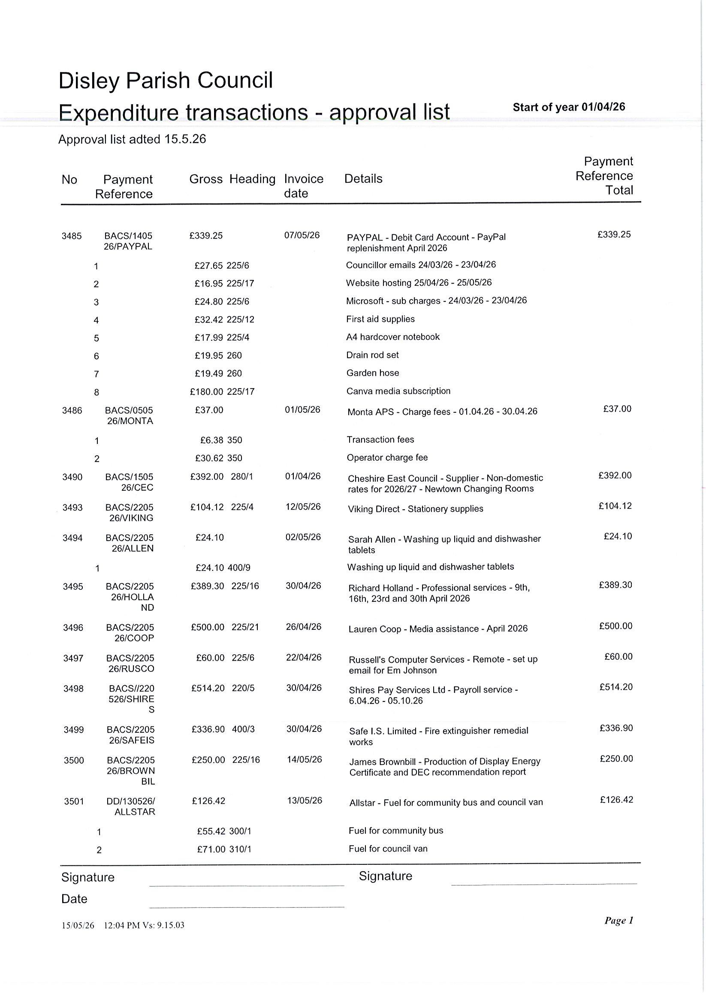 Disley Parish Council
Expenditure transactions - approval list Start of year 01/04/26
Approval list adted 15.5.26
Payment
No Payment Gross Heading Invoice Details Reference
Reference date Total
3485 BACS/1405 £339.25 07/05/26 PAYPAL - Debit Card Account - PayPal £339.25
26/PAYPAL replenishment April 2026
1 £27.65 225/6 Councillor emails 24/03/26 - 23/04/26
2 £16.95 225/17 Website hosting 25/04/26 - 25/05/26
3 £24.80 225/6 Microsoft - sub charges - 24/03/26 - 23/04/26
4 £32.42 225/12 First aid supplies
5 £17.99 225/4 A4 hardcover notebook
6 £19.95 260 Drain rod set
7 £19.49 260 Garden hose
8 £180.00 225/17 Canva media subscription
3486 BACS/0505 £37.00 01/05/26 Monta APS - Charge fees - 01.04.26 - 30.04.26 £37.00
26/MONTA
1 £6.38 350 Transaction fees
2 £30.62 350 Operator charge fee
3490 BACS/1505 £392.00 280/1 01/04/26 Cheshire East Council - Supplier - Non-domestic £392.00
26/CEC rates for 2026/27 - Newtown Changing Rooms
3493 BACS/2205 £104.12 225/4 12/05/26 Viking Direct - Stationery supplies £104.12
26/VIKING
3494 BACS/2205 £24.10 02/05/26 Sarah Allen - Washing up liquid and dishwasher £24.10
26/ALLEN tablets
1 £24.10 400/9 Washing up liquid and dishwasher tablets
3495 BACS/2205 £389.30 225/16 30/04/26 Richard Holland - Professional services - 9th, £389.30
26/HOLLA 16th, 23rd and 30th April 2026
ND
3496 BACS/2205 £500.00 225/21 26/04/26 Lauren Coop - Media assistance - April 2026 £500.00
26/COOP
3497 BACS/2205 £60.00 225/6 22/04/26 Russell's Computer Services - Remote - set up £60.00
26/RUSCO email for Em Johnson
3498 BACS//220 £514.20 220/5 30/04/26 Shires Pay Services Ltd - Payroll service - £514.20
526/SHIRE 6.04.26 - 05.10.26
S
3499 BACS/2205 £336.90 400/3 30/04/26 Safe I.S. Limited - Fire extinguisher remedial £336.90
26/SAFEIS works
3500 BACS/2205 £250.00 225/16 14/05/26 James Brownbill - Production of Display Energy £250.00
26/BROWN Certificate and DEC recommendation report
BIL
3501 DD/130526/ £126.42 13/05/26 Allstar - Fuel for community bus and council van £126.42
ALLSTAR
1 £55.42 300/1 Fuel for community bus
2 £71.00 310/1 Fuel for council van
Signature Signature
Date
15/05/26 12:04 PM Vs: 9.15.03 Page 1